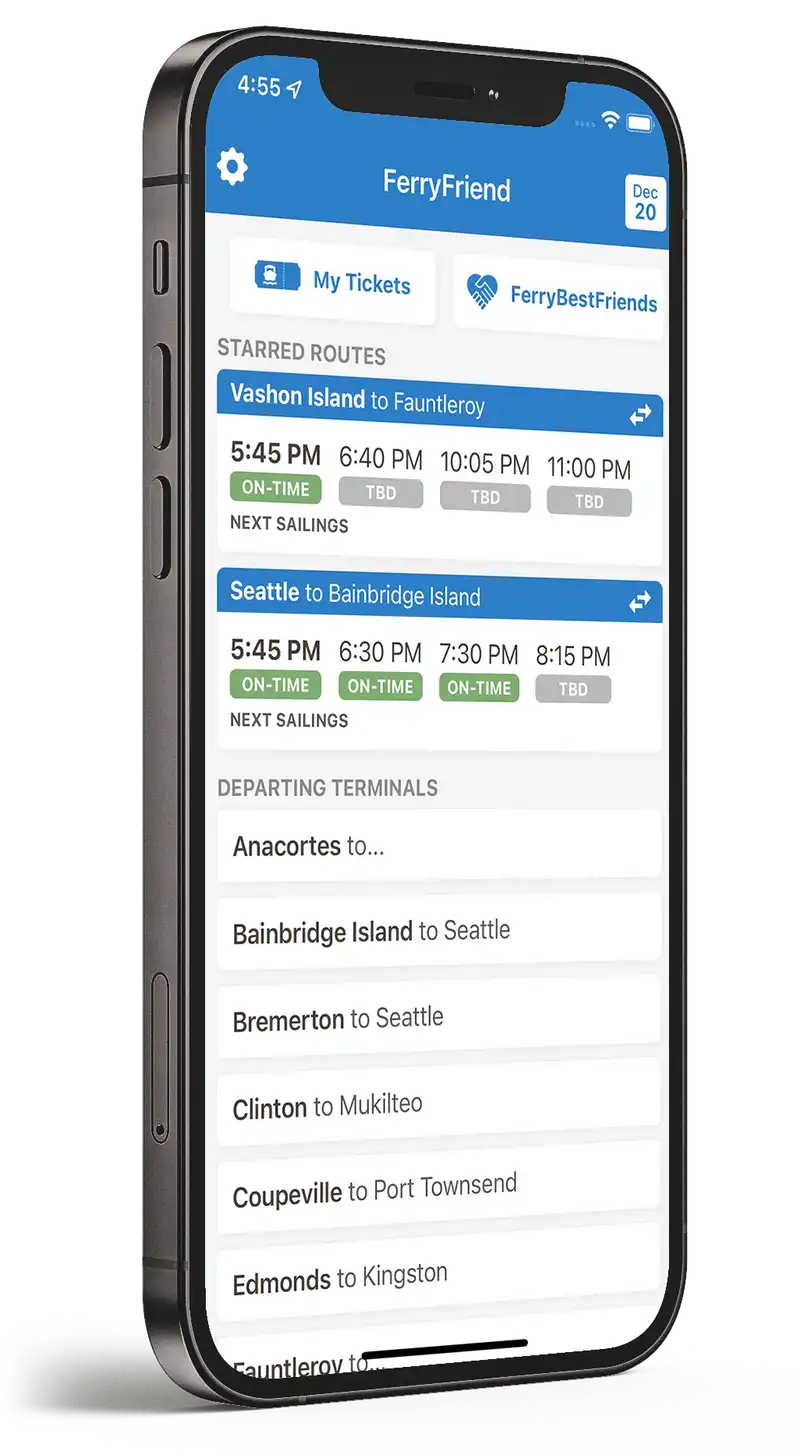 4:55
FerryFriend
Dec
20
My Tickets
FerryBestFriends
STARRED ROUTES
Vashon Island to Fauntleroy
5:45 PM 6:40 PM 10:05 PM 11:00 PM
ON-TIME TBD TBD TBD
NEXT SAILINGS
Seattle to Bainbridge Island
5:45 PM 6:30 PM 7:30 PM 8:15 PM
ON-TIME ON-TIME ON-TIME TBD
NEXT SAILINGS
DEPARTING TERMINALS
Anacortes to...
Bainbridge Island to Seattle
Bremerton to Seattle
Clinton to Mukilteo
Coupeville to Port Townsend
Edmonds to Kingston
Fauntleroy to...